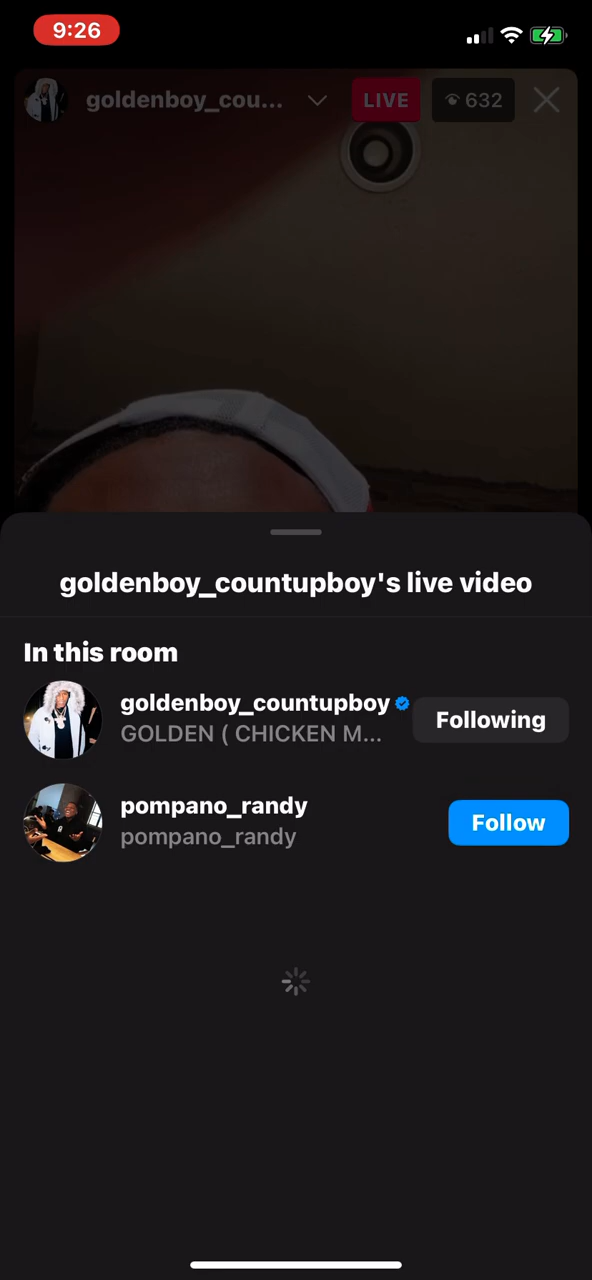 9:26
goldenboy_cou...
LIVE
632
goldenboy_countupboy's live video
In this room
goldenboy_countupboy
Following
GOLDEN ( CHICKEN M...
pompano_randy
Follow
pompano_randy